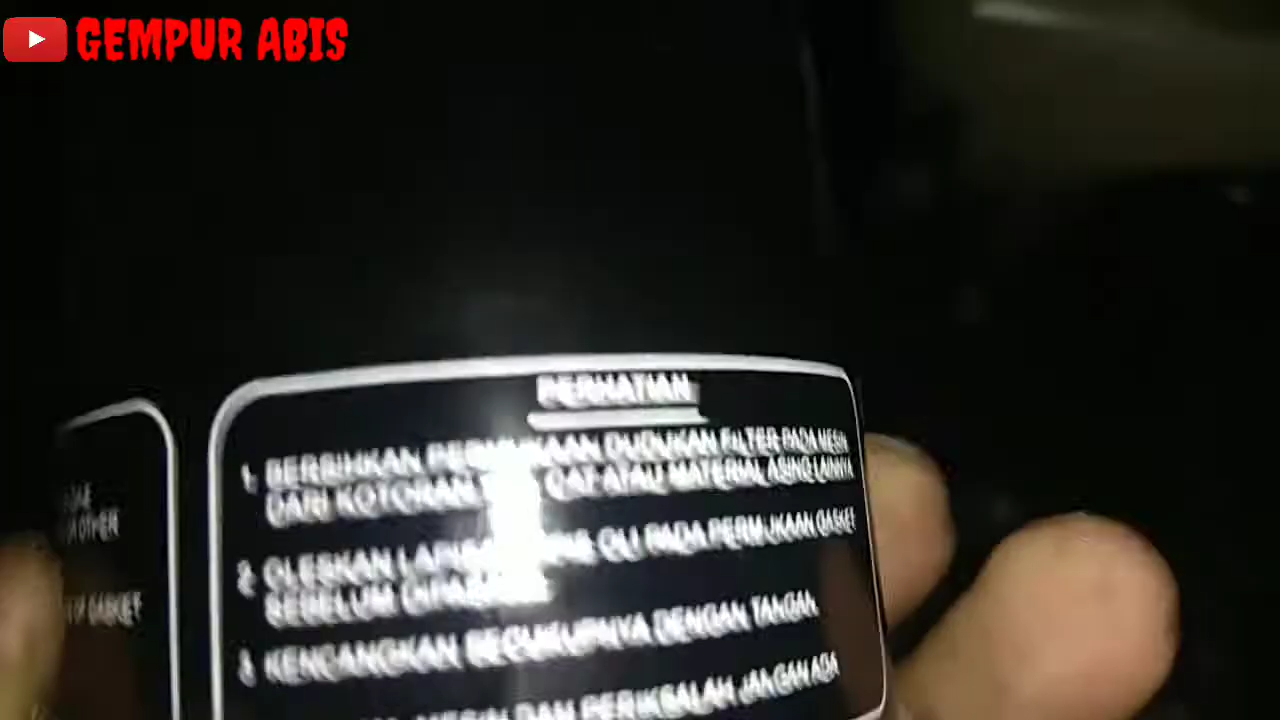 GEMPUR ABIS
PERHATIAN
1. BERSIHKAN PERMUKAAN DUDUKAN FILTER PADA MESIN
DARI KOTORAN CAT ATAU MATERIAL ASING LAINNYA
2. OLESKAN LAPISAN OLI PADA PERMUKAAN GASKET
SEBELUM
3. KENCANGKAN SECUKUPNYA DENGAN TANGAN.
MESIN DAN PERIKSALAH JANGAN ADA
OTHER
GASKET